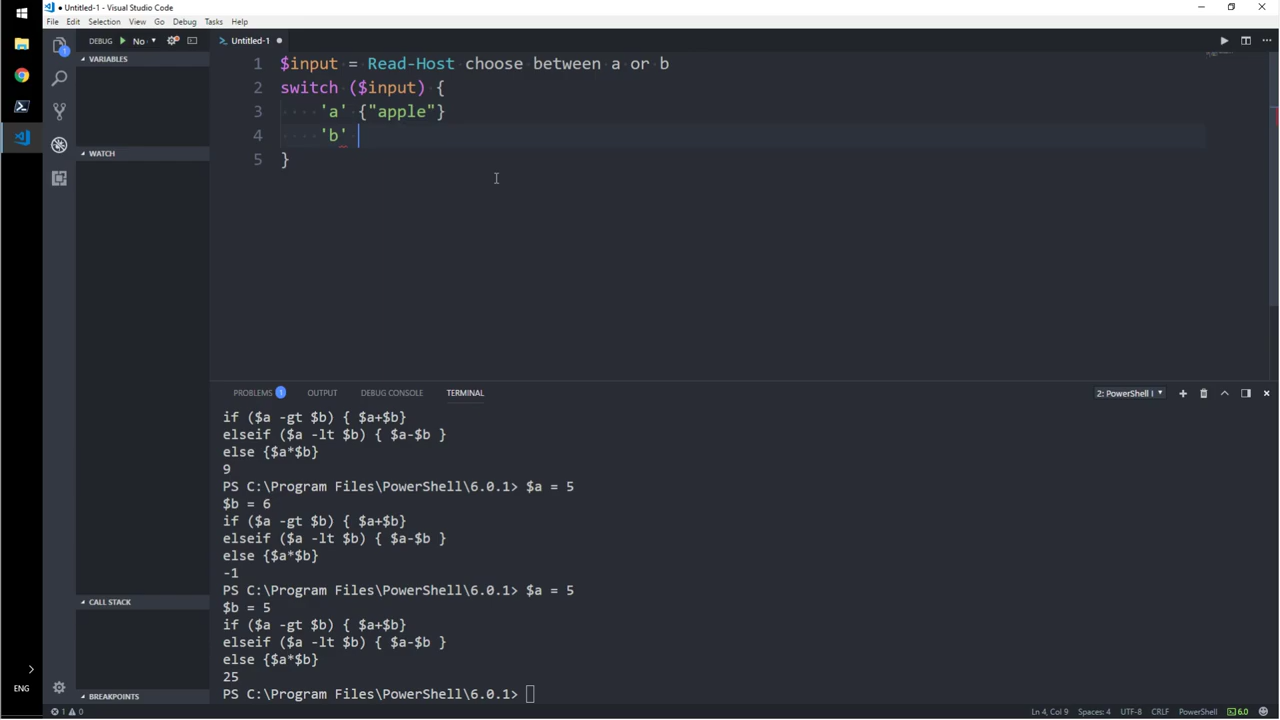 Untitled-1 - Visual Studio Code
File Edit Selection View Go Debug Tasks Help
DEBUG No
Untitled-1
VARIABLES
WATCH
CALL STACK
BREAKPOINTS
1 $input = Read-Host choose between a or b
2 switch ($input) {
3 'a' {"apple"}
4 'b'
5 }
PROBLEMS 1 OUTPUT DEBUG CONSOLE TERMINAL
2: PowerShell I
if ($a -gt $b) { $a+$b}
elseif ($a -lt $b) { $a-$b }
else {$a*$b}
9
PS C:\Program Files\PowerShell\6.0.1> $a = 5
$b = 6
if ($a -gt $b) { $a+$b}
elseif ($a -lt $b) { $a-$b }
else {$a*$b}
-1
PS C:\Program Files\PowerShell\6.0.1> $a = 5
$b = 5
if ($a -gt $b) { $a+$b}
elseif ($a -lt $b) { $a-$b }
else {$a*$b}
25
PS C:\Program Files\PowerShell\6.0.1>
ENG
1 0
Ln 4, Col 9 Spaces: 4 UTF-8 CRLF PowerShell 6.0